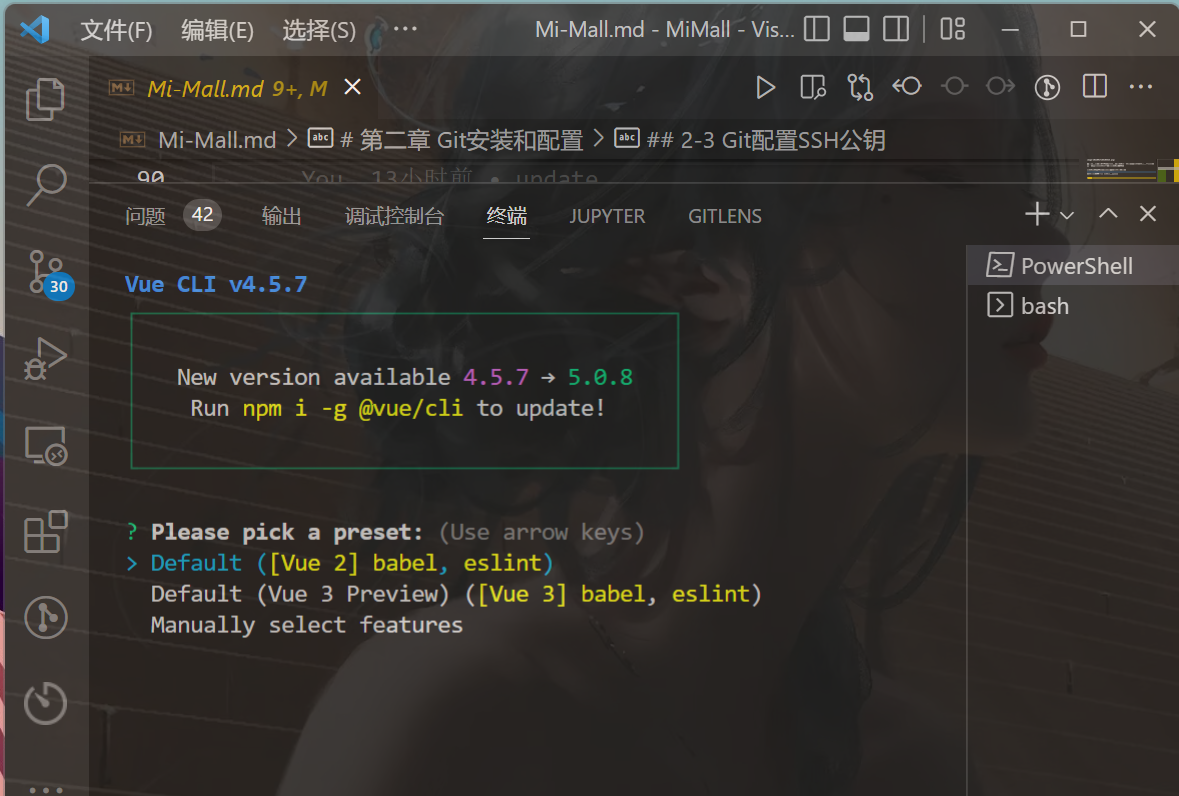 文件(F) 编辑(E) 选择(S) ··· Mi-Mall.md - MiMall - Vis...
Mi-Mall.md 9+, M
Mi-Mall.md > # 第二章 Git安装和配置 > ## 2-3 Git配置SSH公钥
90 You, 13小时前 • update
问题 42 输出 调试控制台 终端 JUPYTER GITLENS
PowerShell
bash
30
Vue CLI v4.5.7
New version available 4.5.7 → 5.0.8
Run npm i -g @vue/cli to update!
? Please pick a preset: (Use arrow keys)
> Default ([Vue 2] babel, eslint)
Default (Vue 3 Preview) ([Vue 3] babel, eslint)
Manually select features